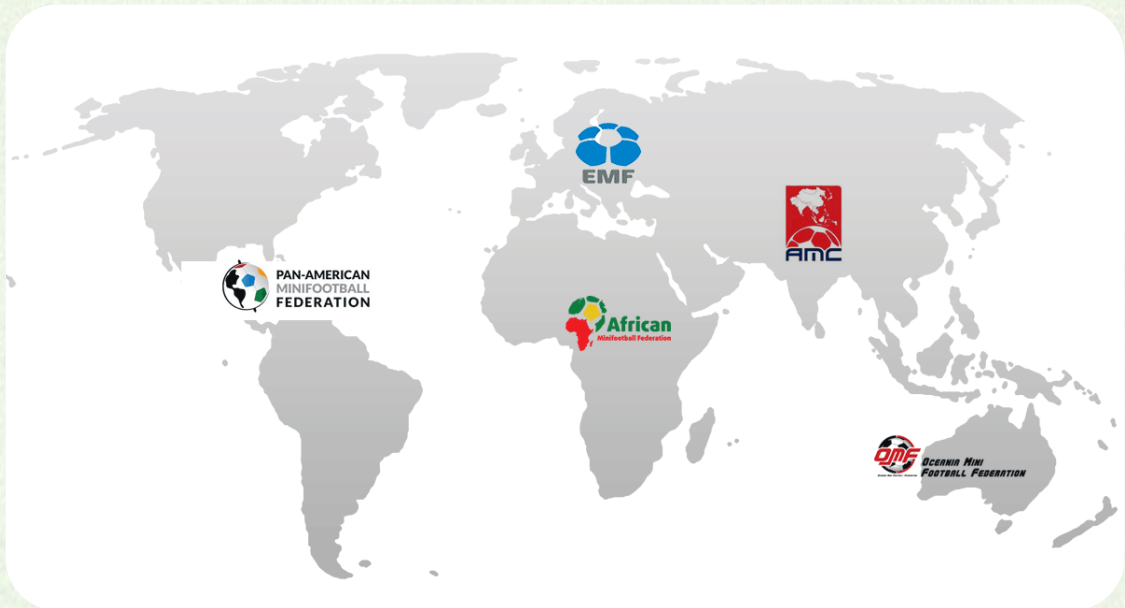 EMF
AMC
PAN-AMERICAN
MINIFOOTBALL
FEDERATION
African
Minifootball Federation
OMF
OCEANIA MINI
FOOTBALL FEDERATION